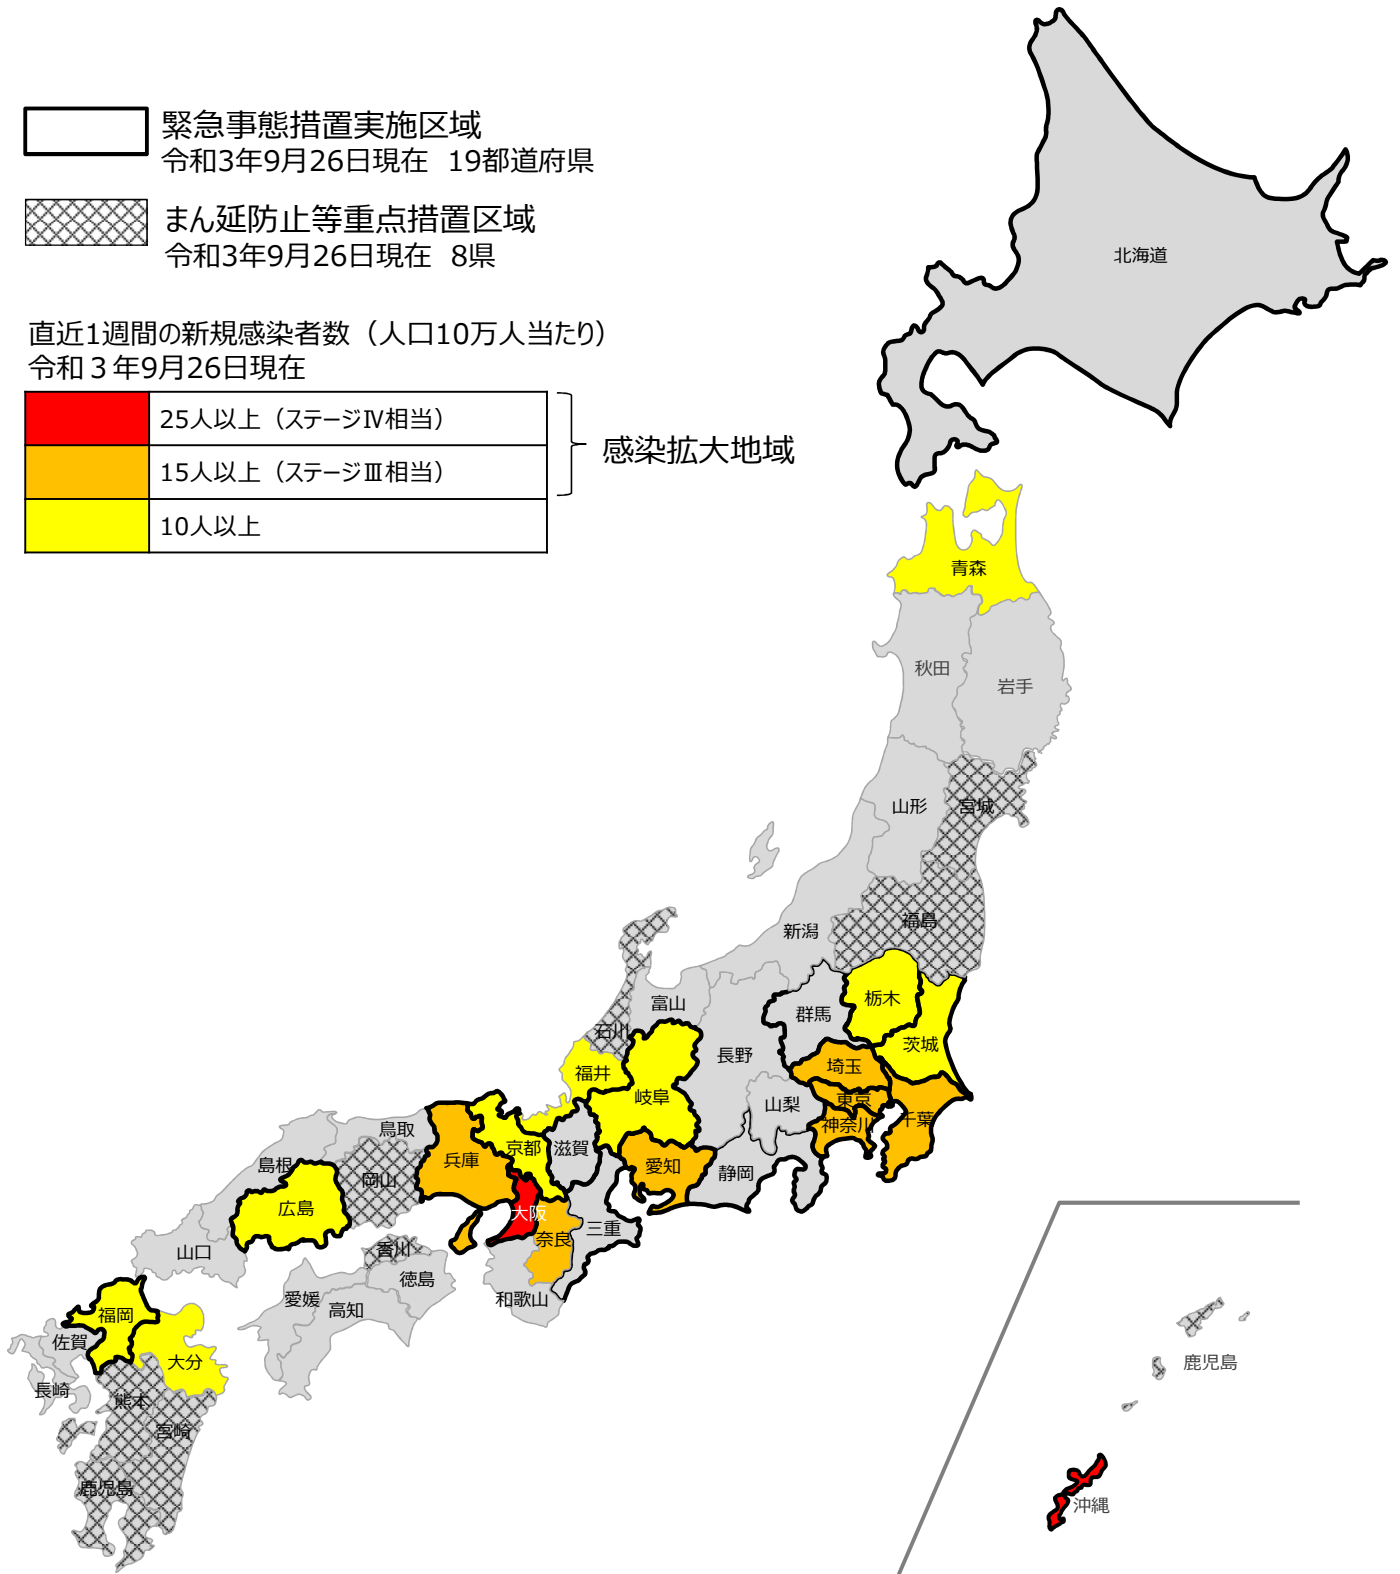 緊急事態措置実施区域
令和3年9月26日現在 19都道府県
まん延防止等重点措置区域
令和3年9月26日現在 8県
直近1週間の新規感染者数（人口10万人当たり）
令和３年9月26日現在
25人以上（ステージⅣ相当）
15人以上（ステージⅢ相当）
10人以上
感染拡大地域
北海道
青森
秋田
岩手
山形
宮城
新潟
福島
富山
石川
群馬
栃木
茨城
長野
埼玉
福井
岐阜
山梨
東京
神奈川
千葉
鳥取
兵庫
京都
滋賀
愛知
静岡
島根
岡山
広島
大阪
奈良
三重
山口
香川
徳島
愛媛
高知
和歌山
福岡
佐賀
大分
長崎
熊本
宮崎
鹿児島
鹿児島
沖縄